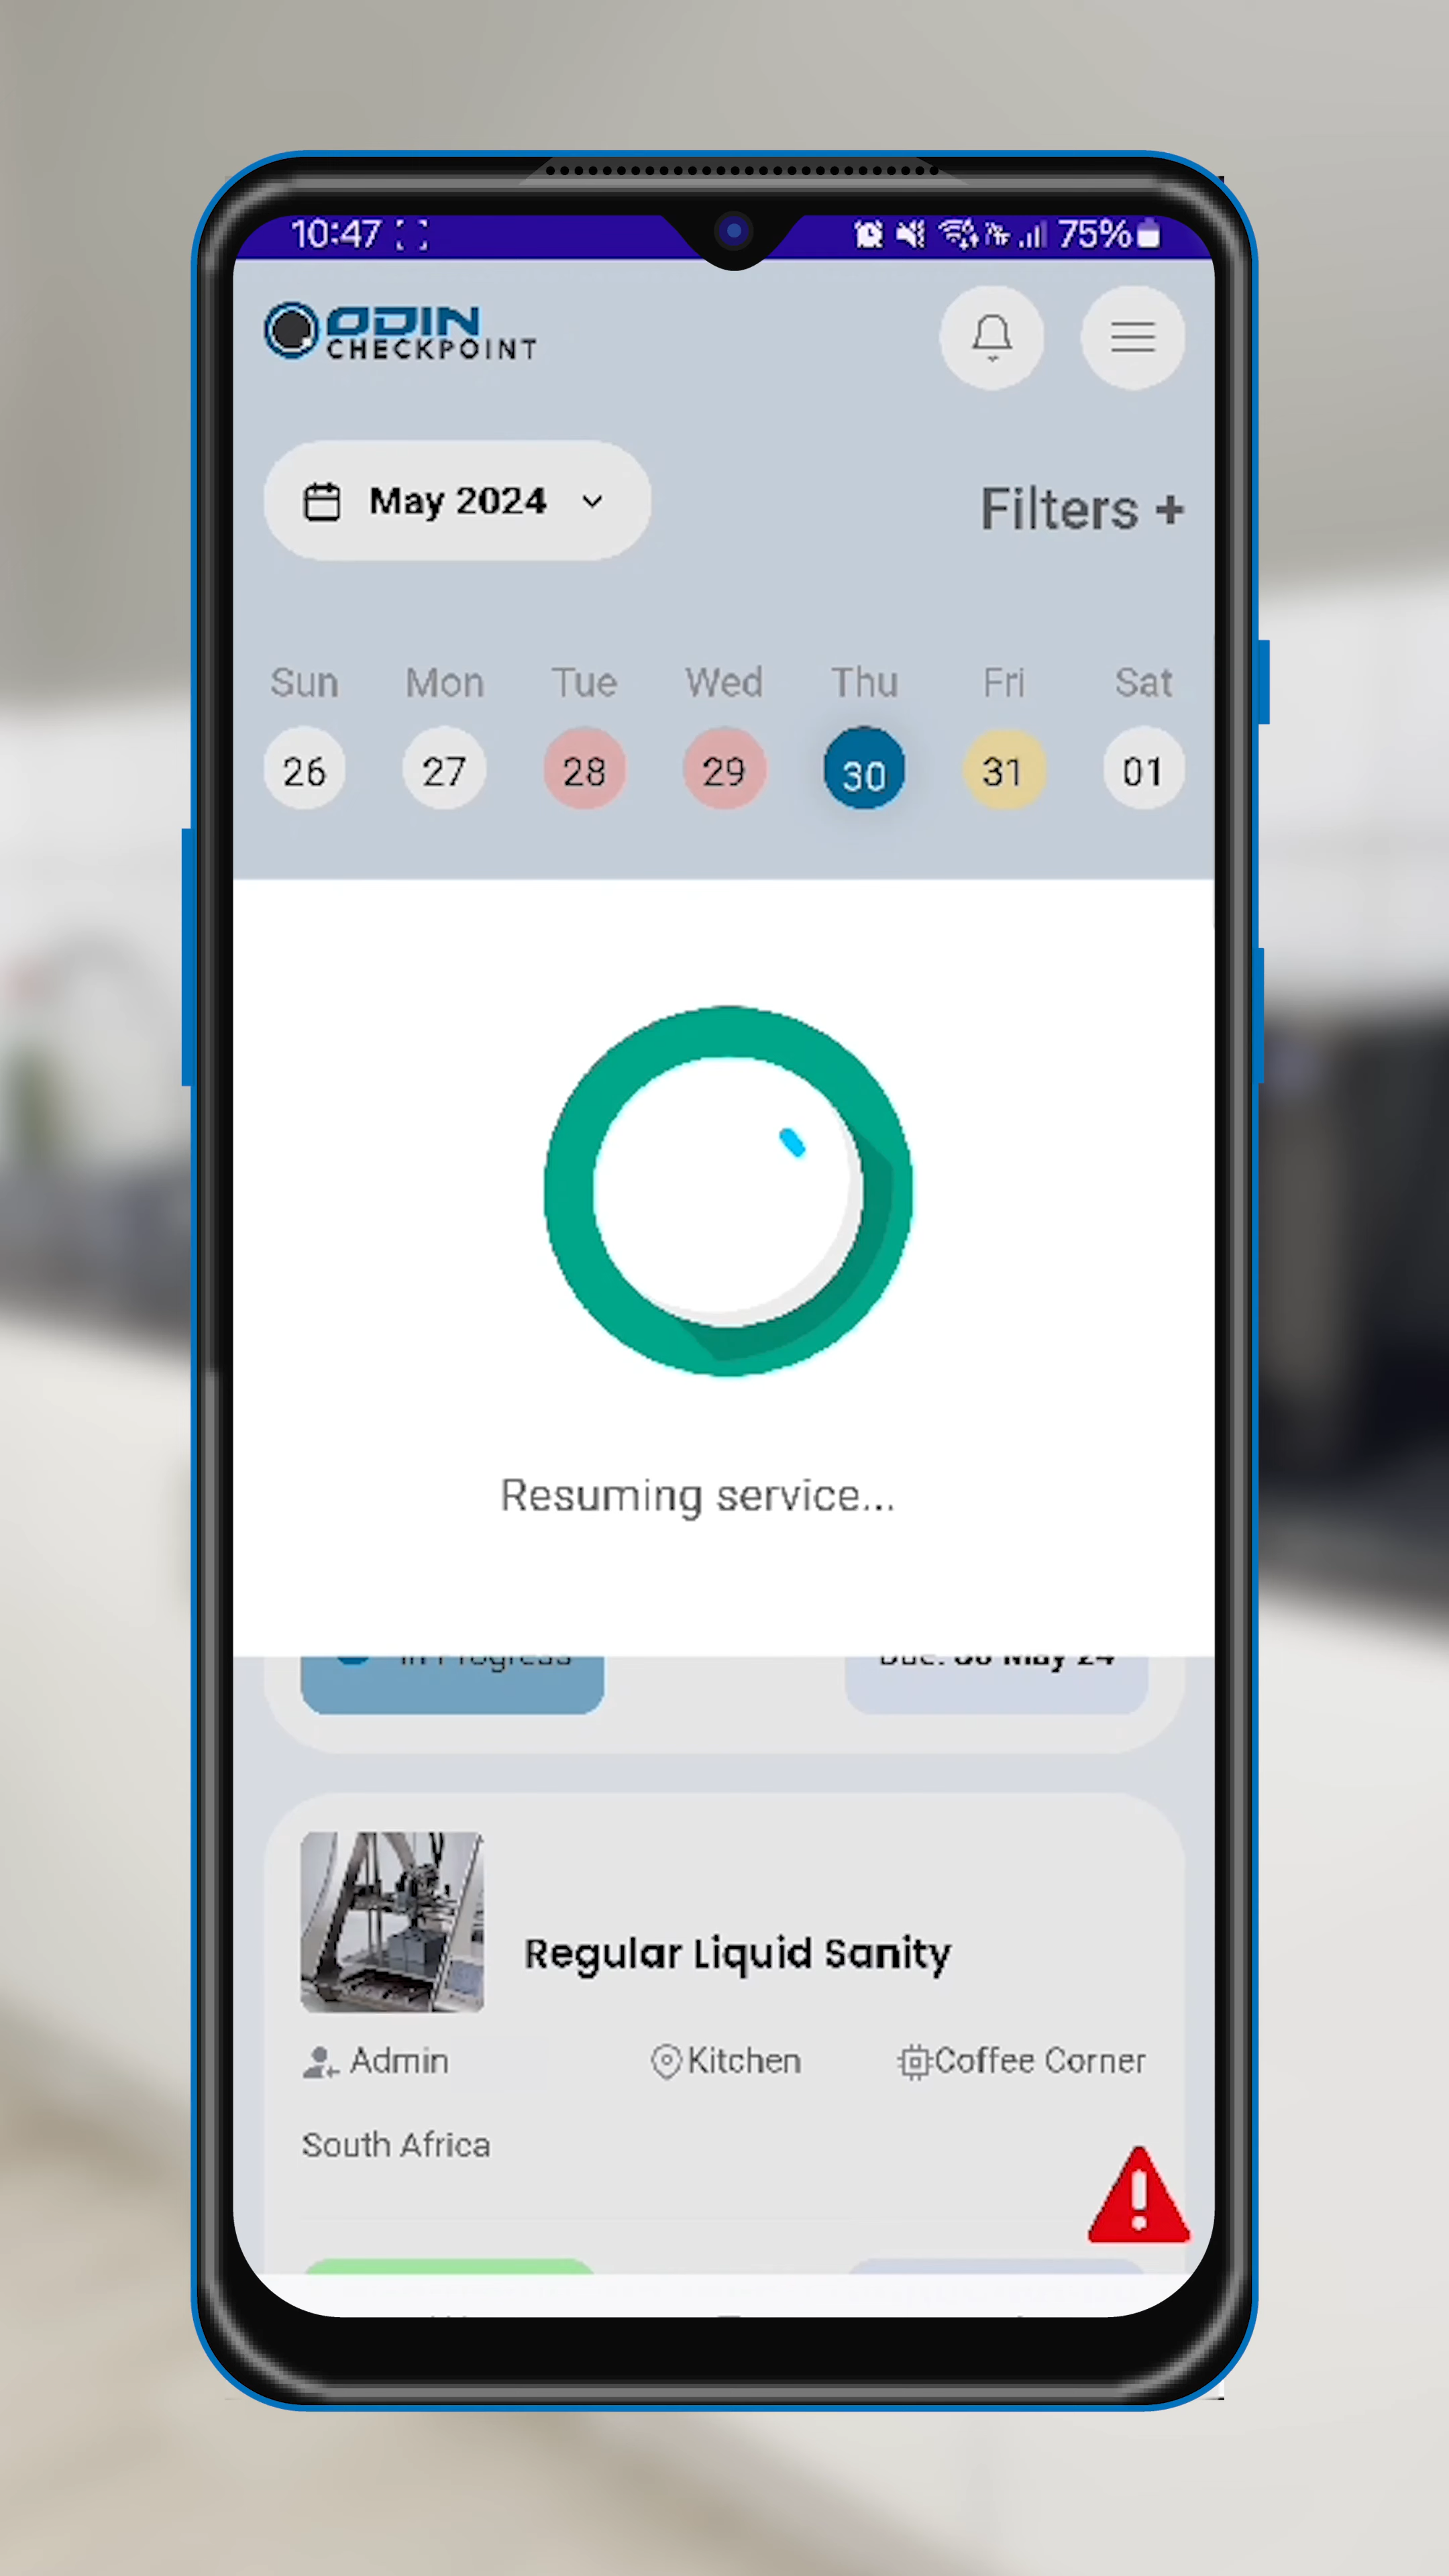 10:47
75%
ODIN
CHECKPOINT
May 2024
Filters +
Sun Mon Tue Wed Thu Fri Sat
26 27 28 29 30 31 01
Resuming service...
In Progress
Due: 30 May 24
Regular Liquid Sanity
Admin Kitchen Coffee Corner
South Africa